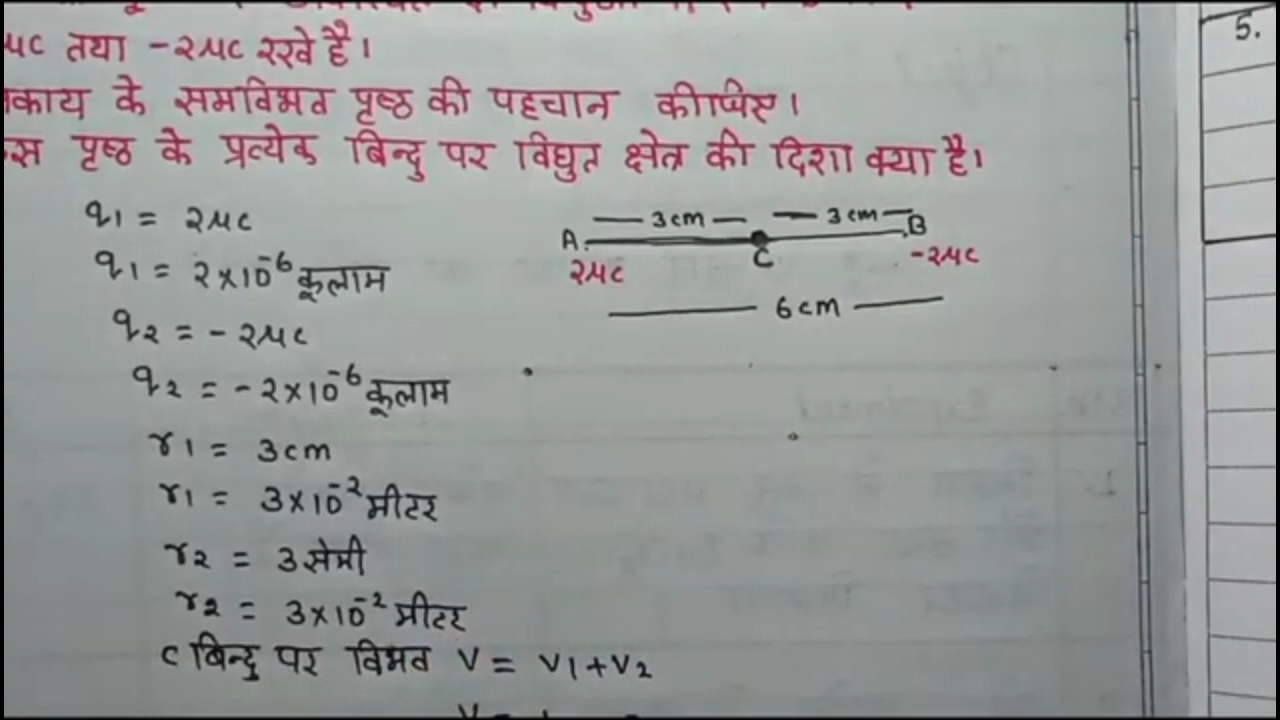 μC तथा -2μC रखे है।
काय के समविभव पृष्ठ की पहचान कीजिए।
स पृष्ठ के प्रत्येक बिन्दु पर विद्युत क्षेत्र की दिशा क्या है।
q1 = 2μC
q1 = 2×10⁻⁶ कूलाम
q2 = -2μC
q2 = -2×10⁻⁶ कूलाम
r1 = 3cm
r1 = 3×10⁻² मीटर
r2 = 3 सेमी
r2 = 3×10⁻² मीटर
C बिन्दु पर विभव V = V1+V2
3cm 3cm
A C B
2μC -2μC
6cm
5.